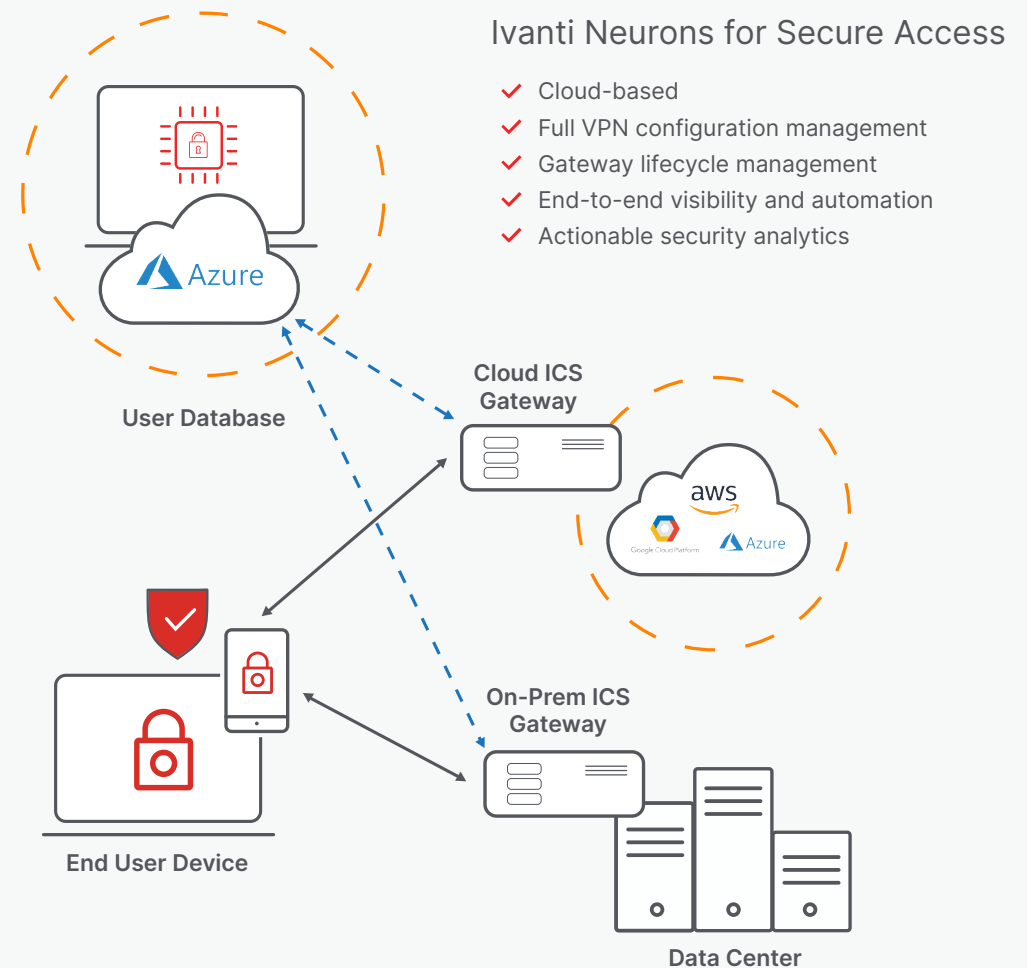 Ivanti Neurons for Secure Access
Cloud-based
Full VPN configuration management
Gateway lifecycle management
End-to-end visibility and automation
Actionable security analytics
Azure
User Database
Cloud ICS
Gateway
aws
Google Cloud Platform
Azure
On-Prem ICS
Gateway
End User Device
Data Center